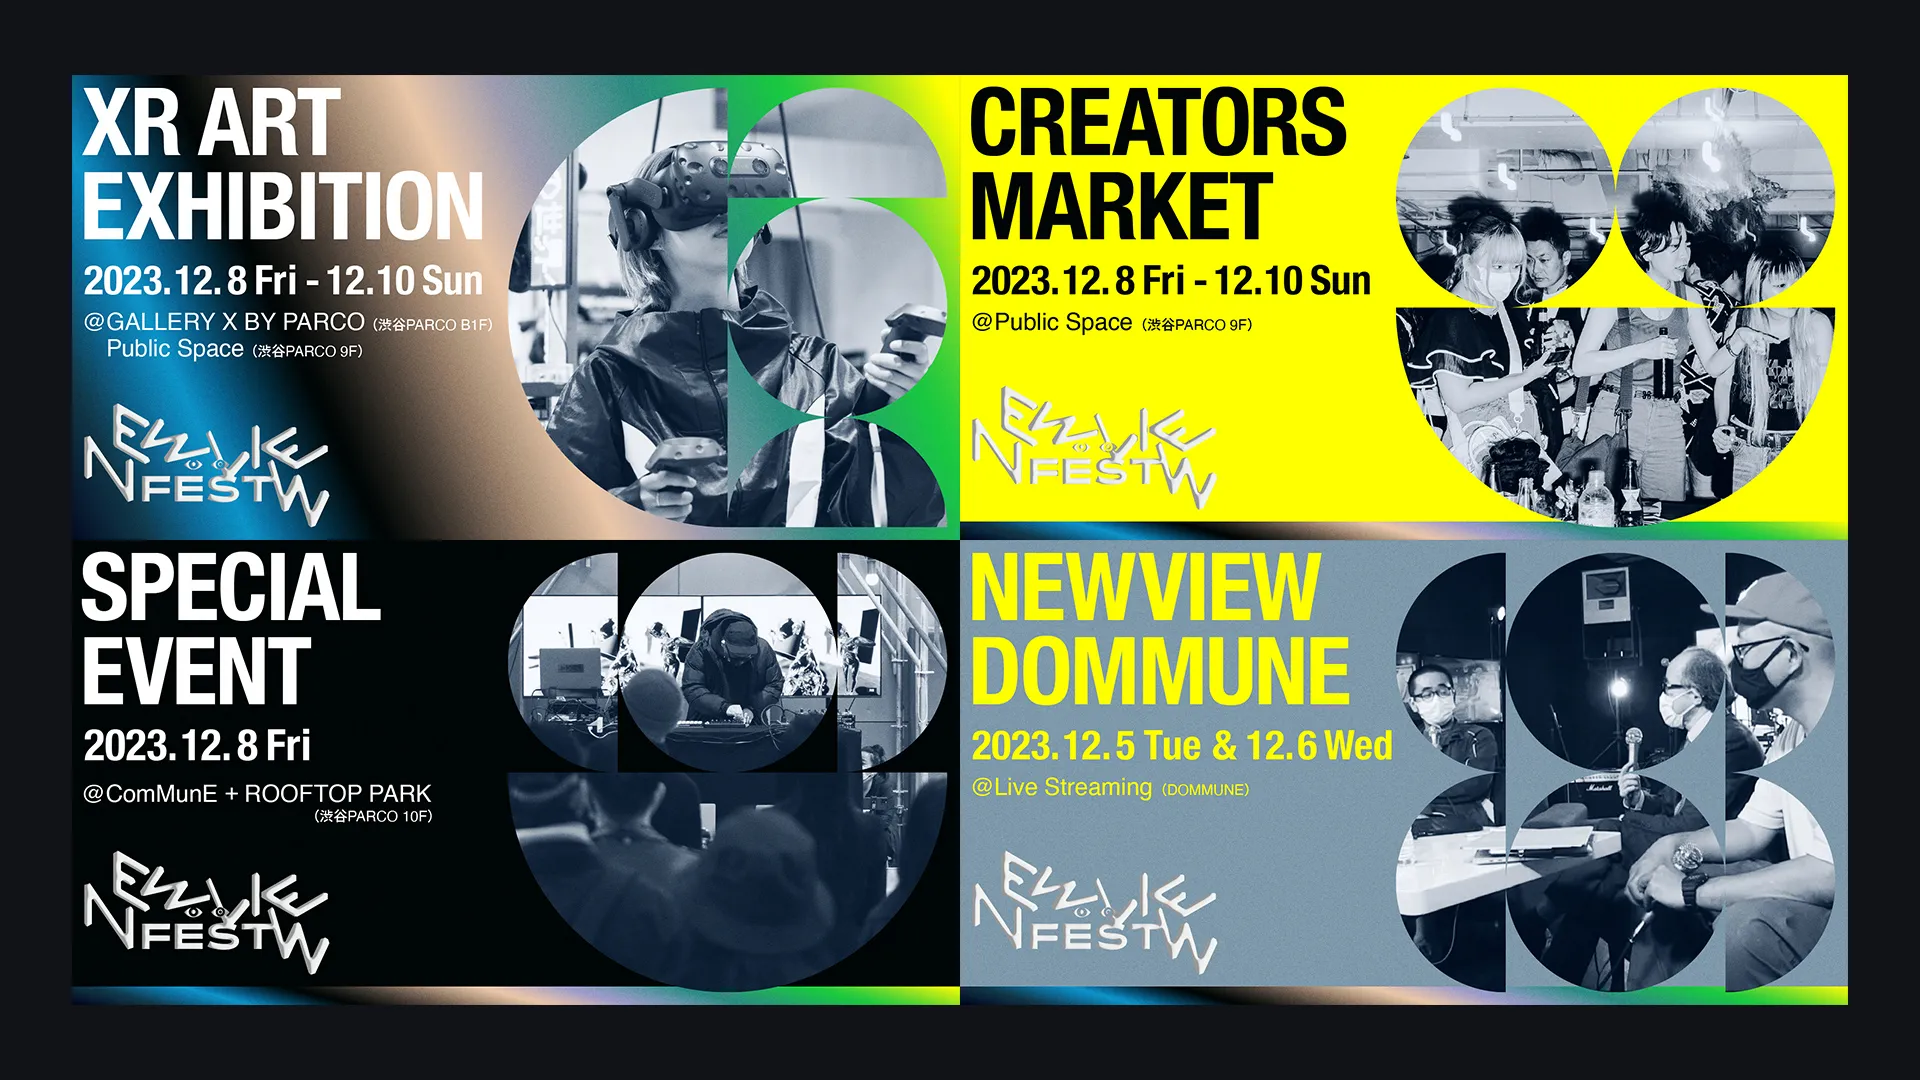 XR ART
EXHIBITION
2023.12.8 Fri - 12.10 Sun
@GALLERY X BY PARCO (渋谷PARCO B1F)
Public Space (渋谷PARCO 9F)
NEWVIEW
FEST
CREATORS
MARKET
2023.12.8 Fri - 12.10 Sun
@Public Space (渋谷PARCO 9F)
NEWVIEW
FEST
SPECIAL
EVENT
2023.12.8 Fri
@ComMunE + ROOFTOP PARK
(渋谷PARCO 10F)
NEWVIEW
FEST
NEWVIEW
DOMMUNE
2023.12.5 Tue & 12.6 Wed
@Live Streaming (DOMMUNE)
Marshall
NEWVIEW
FEST